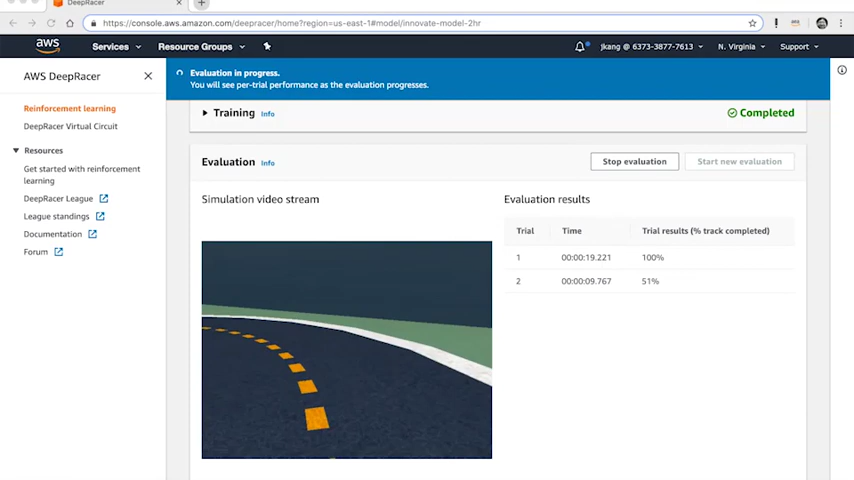 DeepRacer
https://console.aws.amazon.com/deepracer/home?region=us-east-1#model/innovate-model-2hr
aws
Services
Resource Groups
jkang @ 6373-3877-7613
N. Virginia
Support
AWS DeepRacer
Evaluation in progress.
You will see per-trial performance as the evaluation progresses.
Reinforcement learning
DeepRacer Virtual Circuit
Resources
Get started with reinforcement
learning
DeepRacer League
League standings
Documentation
Forum
Training Info
Completed
Evaluation Info
Stop evaluation
Start new evaluation
Simulation video stream
Evaluation results
Trial Time Trial results (% track completed)
1 00:00:19.221 100%
2 00:00:09.767 51%